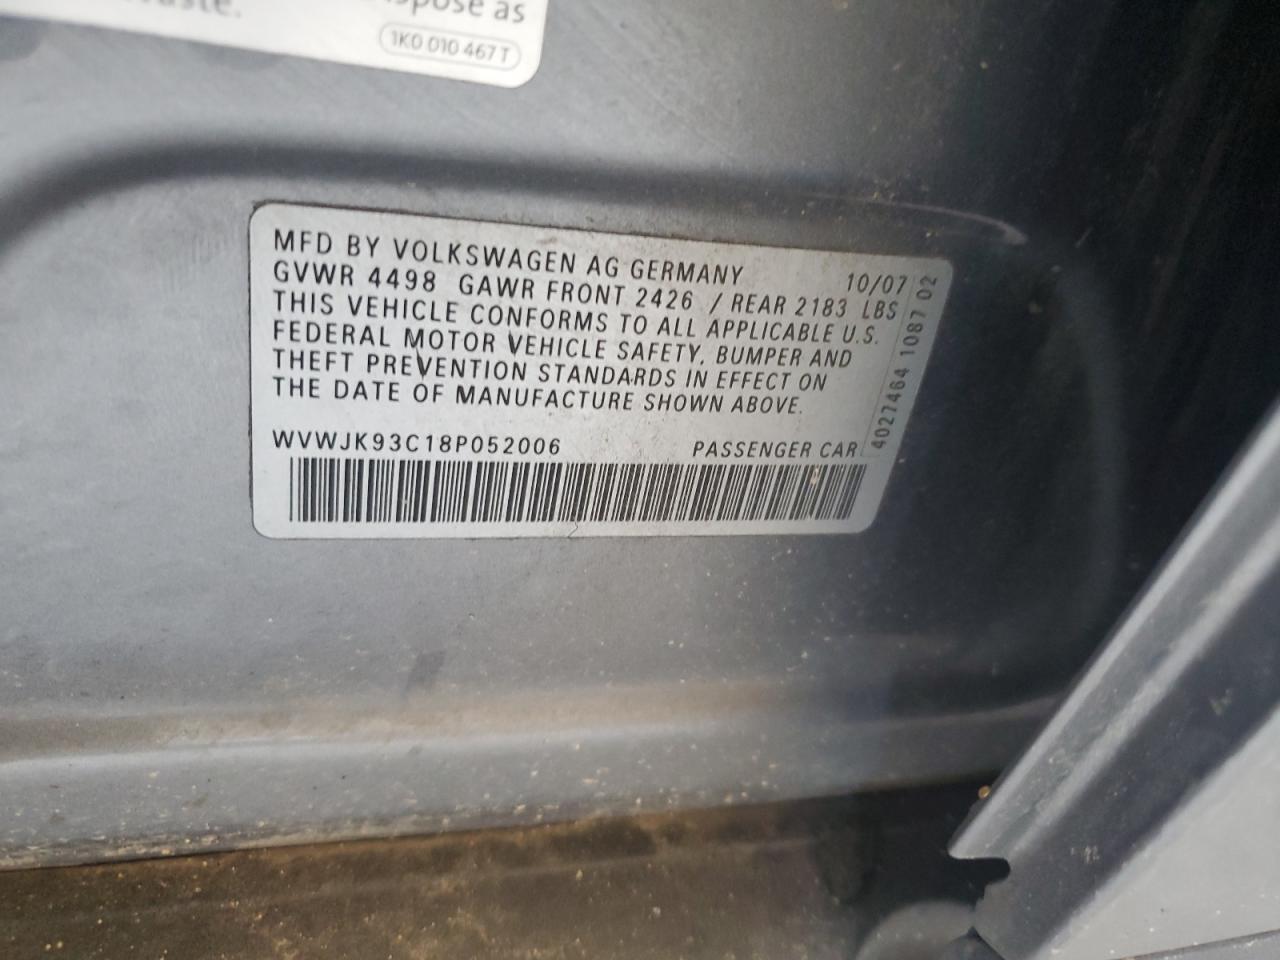 spose as
1K0 010 467 T
MFD BY VOLKSWAGEN AG GERMANY 10/07
GVWR 4498 GAWR FRONT 2426 / REAR 2183 LBS
THIS VEHICLE CONFORMS TO ALL APPLICABLE U.S.
FEDERAL MOTOR VEHICLE SAFETY, BUMPER AND
THEFT PREVENTION STANDARDS IN EFFECT ON
THE DATE OF MANUFACTURE SHOWN ABOVE.
WVWJK93C18P052006 PASSENGER CAR
4027464 1087 02